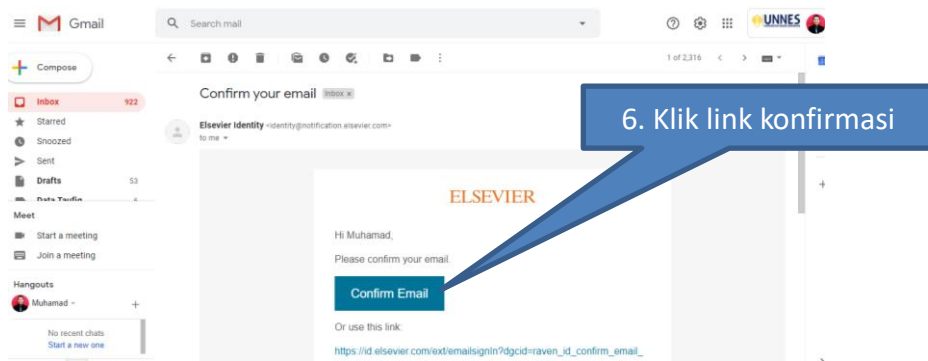 Gmail
Search mail
UNNES
Compose
1 of 2,316
Inbox 922
Starred
Snoozed
Sent
Drafts 53
Data Taufiq
Confirm your email Inbox x
Elsevier Identity <identity@notification.elsevier.com>
to me
6. Klik link konfirmasi
Meet
Start a meeting
Join a meeting
Hangouts
Muhamad
No recent chats
Start a new one
ELSEVIER
Hi Muhamad,
Please confirm your email.
Confirm Email
Or use this link:
https://id.elsevier.com/ext/emailsignIn?dgcid=raven_id_confirm_email_